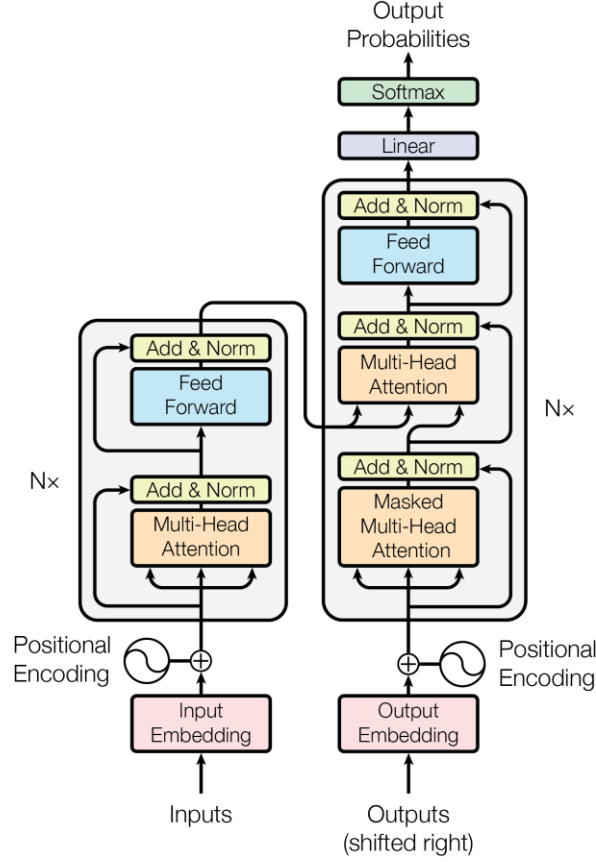 Output
Probabilities
Softmax
Linear
Add & Norm
Feed
Forward
Add & Norm
Multi-Head
Attention
Add & Norm
Masked
Multi-Head
Attention
N×
Add & Norm
Feed
Forward
Add & Norm
Multi-Head
Attention
N×
Positional
Encoding
Positional
Encoding
Input
Embedding
Output
Embedding
Inputs
Outputs
(shifted right)